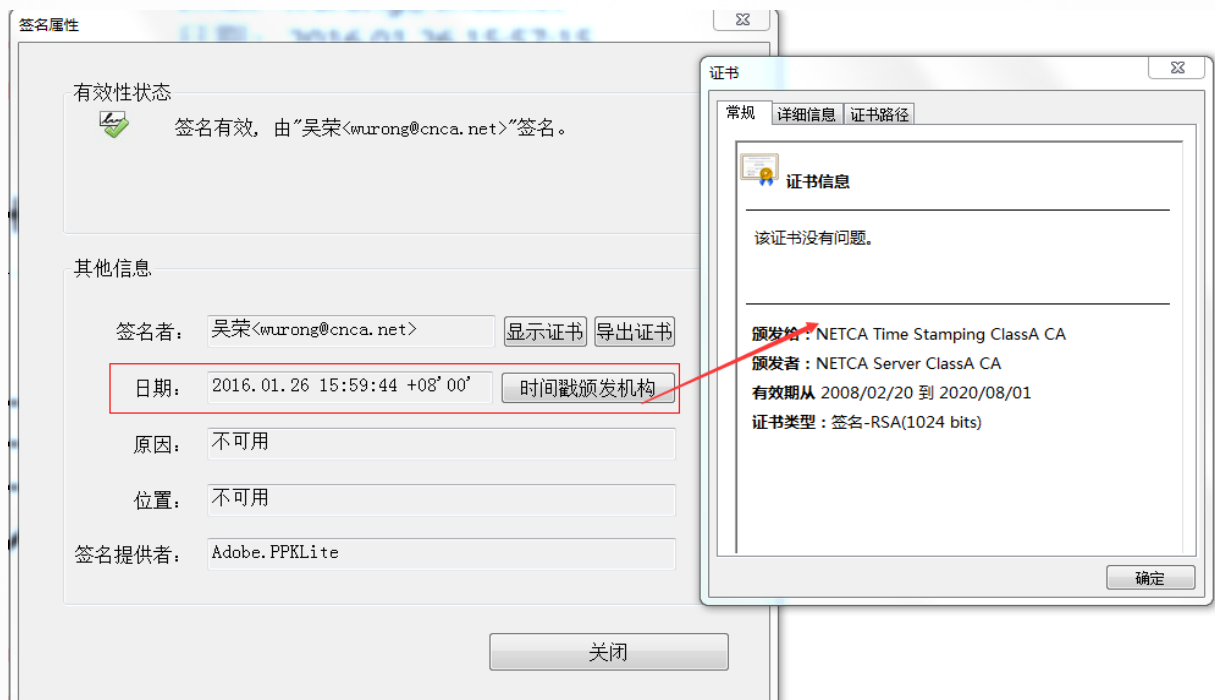 签名属性
有效性状态
签名有效, 由"吴荣<wurong@cnca.net>"签名。
其他信息
签名者: 吴荣<wurong@cnca.net> 显示证书 导出证书
日期: 2016.01.26 15:59:44 +08'00' 时间戳颁发机构
原因: 不可用
位置: 不可用
签名提供者: Adobe.PPKLite
关闭
证书
常规 详细信息 证书路径
证书信息
该证书没有问题。
颁发给：NETCA Time Stamping ClassA CA
颁发者：NETCA Server ClassA CA
有效期从 2008/02/20 到 2020/08/01
证书类型：签名-RSA(1024 bits)
确定